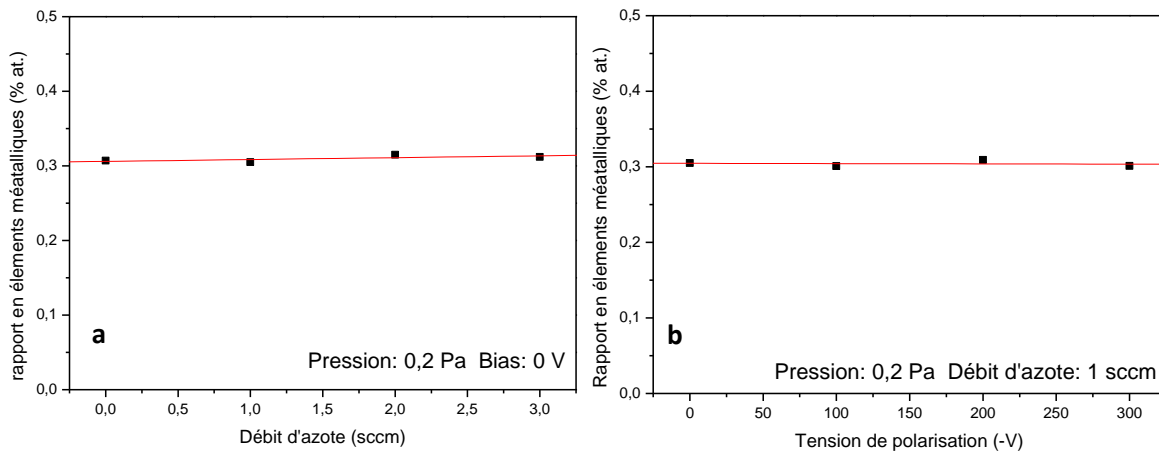 rapport en élements méatalliques (% at.)
0,5
0,4
0,3
0,2
0,1
0,0
a
Pression: 0,2 Pa Bias: 0 V
0,0 0,5 1,0 1,5 2,0 2,5 3,0
Débit d'azote (sccm)
Rapport en élements méatalliques (% at.)
0,5
0,4
0,3
0,2
0,1
0,0
b
Pression: 0,2 Pa Débit d'azote: 1 sccm
0 50 100 150 200 250 300
Tension de polarisation (-V)